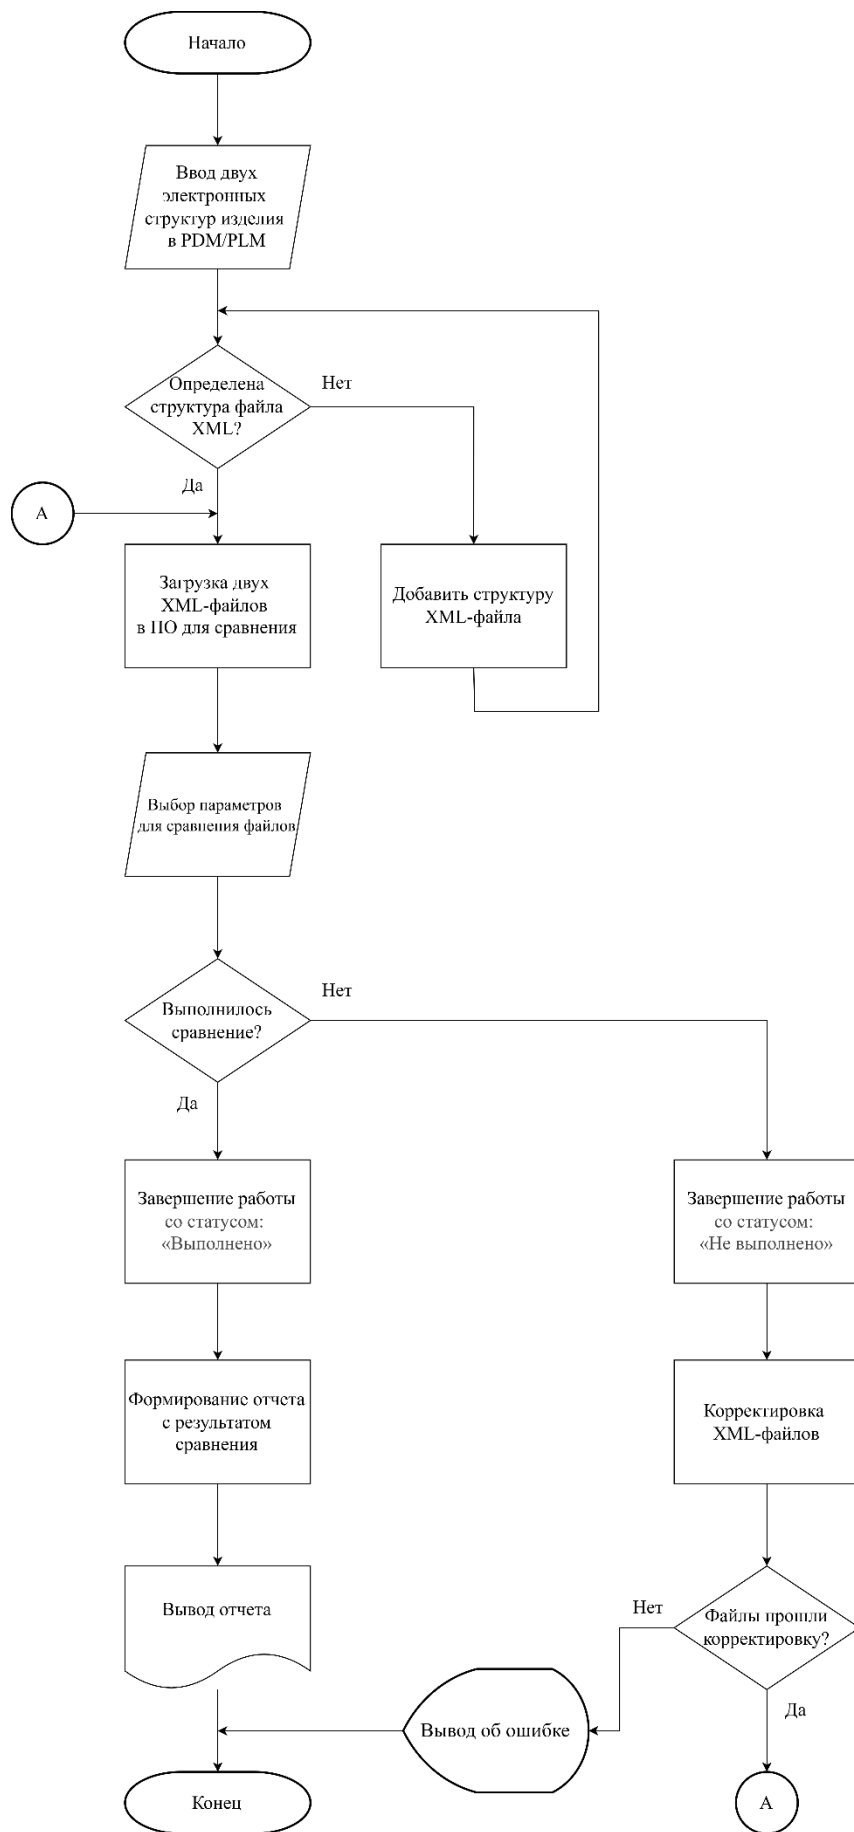 Начало
Ввод двух
электронных
структур изделия
в PDM/PLM
Определена
структура файла
XML?
Нет
Да
А
Загрузка двух
XML-файлов
в ПО для сравнения
Добавить структуру
XML-файла
Выбор параметров
для сравнения файлов
Выполнилось
сравнение?
Нет
Да
Завершение работы
со статусом:
«Выполнено»
Завершение работы
со статусом:
«Не выполнено»
Формирование отчета
с результатом
сравнения
Корректировка
XML-файлов
Вывод отчета
Файлы прошли
корректировку?
Нет
Да
Вывод об ошибке
Конец
А